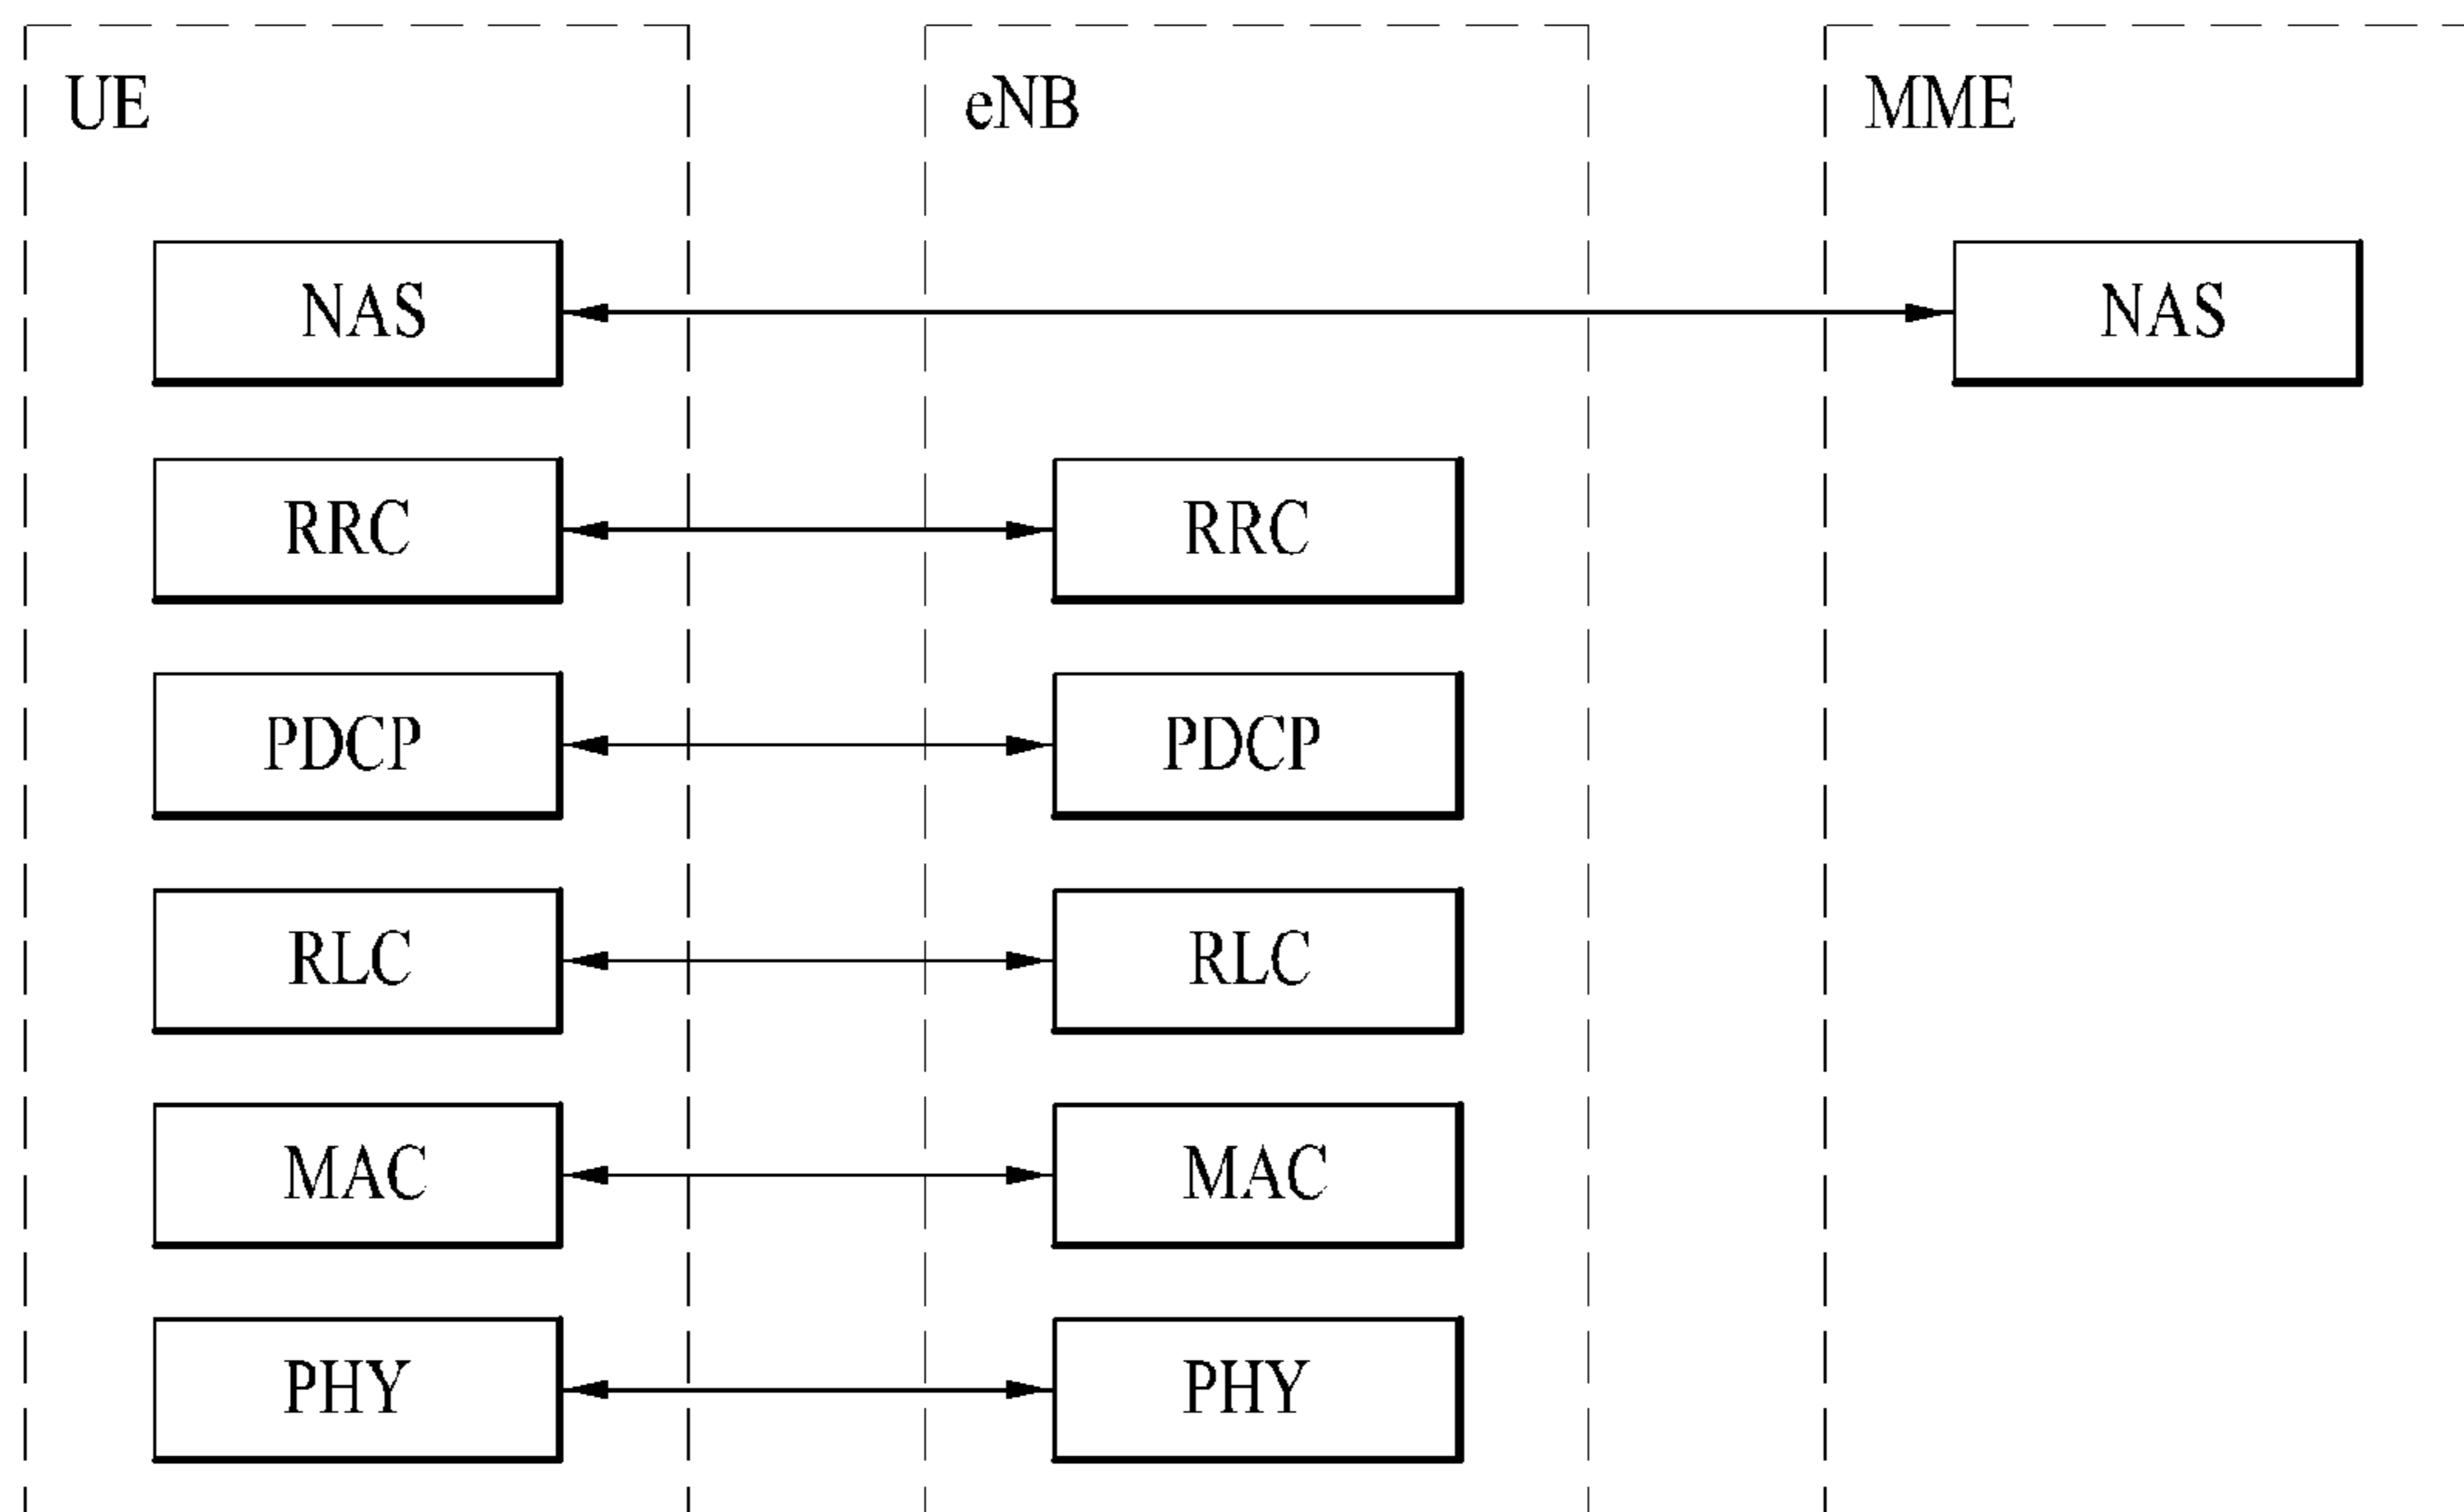 UE eNB MME
NAS NAS
RRC RRC
PDCP PDCP
RLC RLC
MAC MAC
PHY PHY